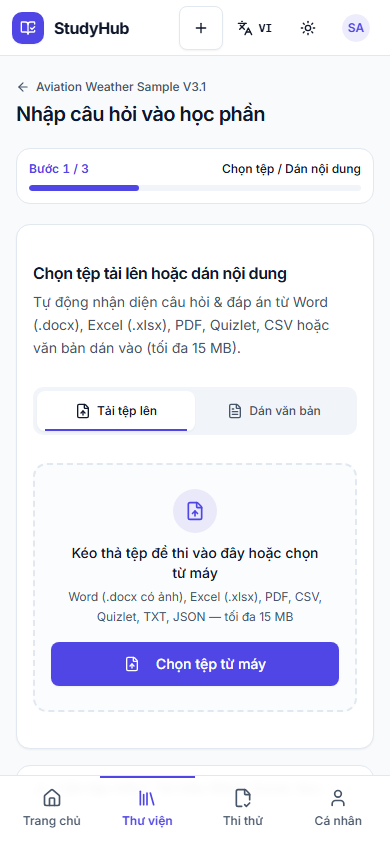 StudyHub
VI
SA
Aviation Weather Sample V3.1
Nhập câu hỏi vào học phần
Bước 1 / 3
Chọn tệp / Dán nội dung
Chọn tệp tải lên hoặc dán nội dung
Tự động nhận diện câu hỏi & đáp án từ Word
(.docx), Excel (.xlsx), PDF, Quizlet, CSV hoặc
văn bản dán vào (tối đa 15 MB).
Tải tệp lên
Dán văn bản
Kéo thả tệp đề thi vào đây hoặc chọn
từ máy
Word (.docx có ảnh), Excel (.xlsx), PDF, CSV,
Quizlet, TXT, JSON — tối đa 15 MB
Chọn tệp từ máy
Trang chủ
Thư viện
Thi thử
Cá nhân